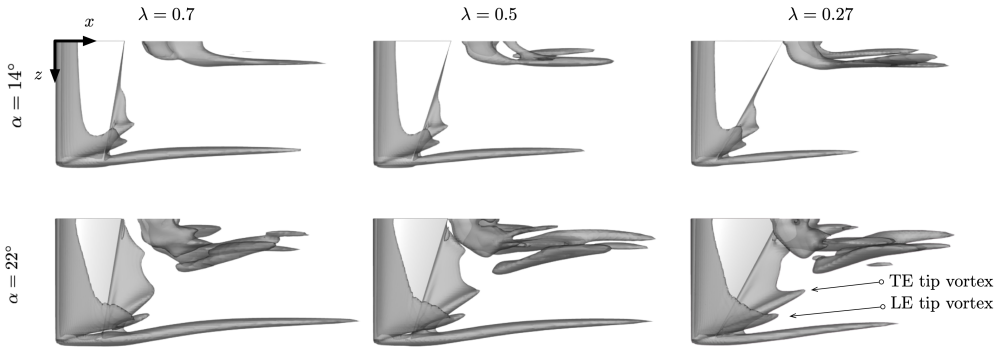 λ = 0.7
λ = 0.5
λ = 0.27
x
z
α = 14°
α = 22°
TE tip vortex
LE tip vortex